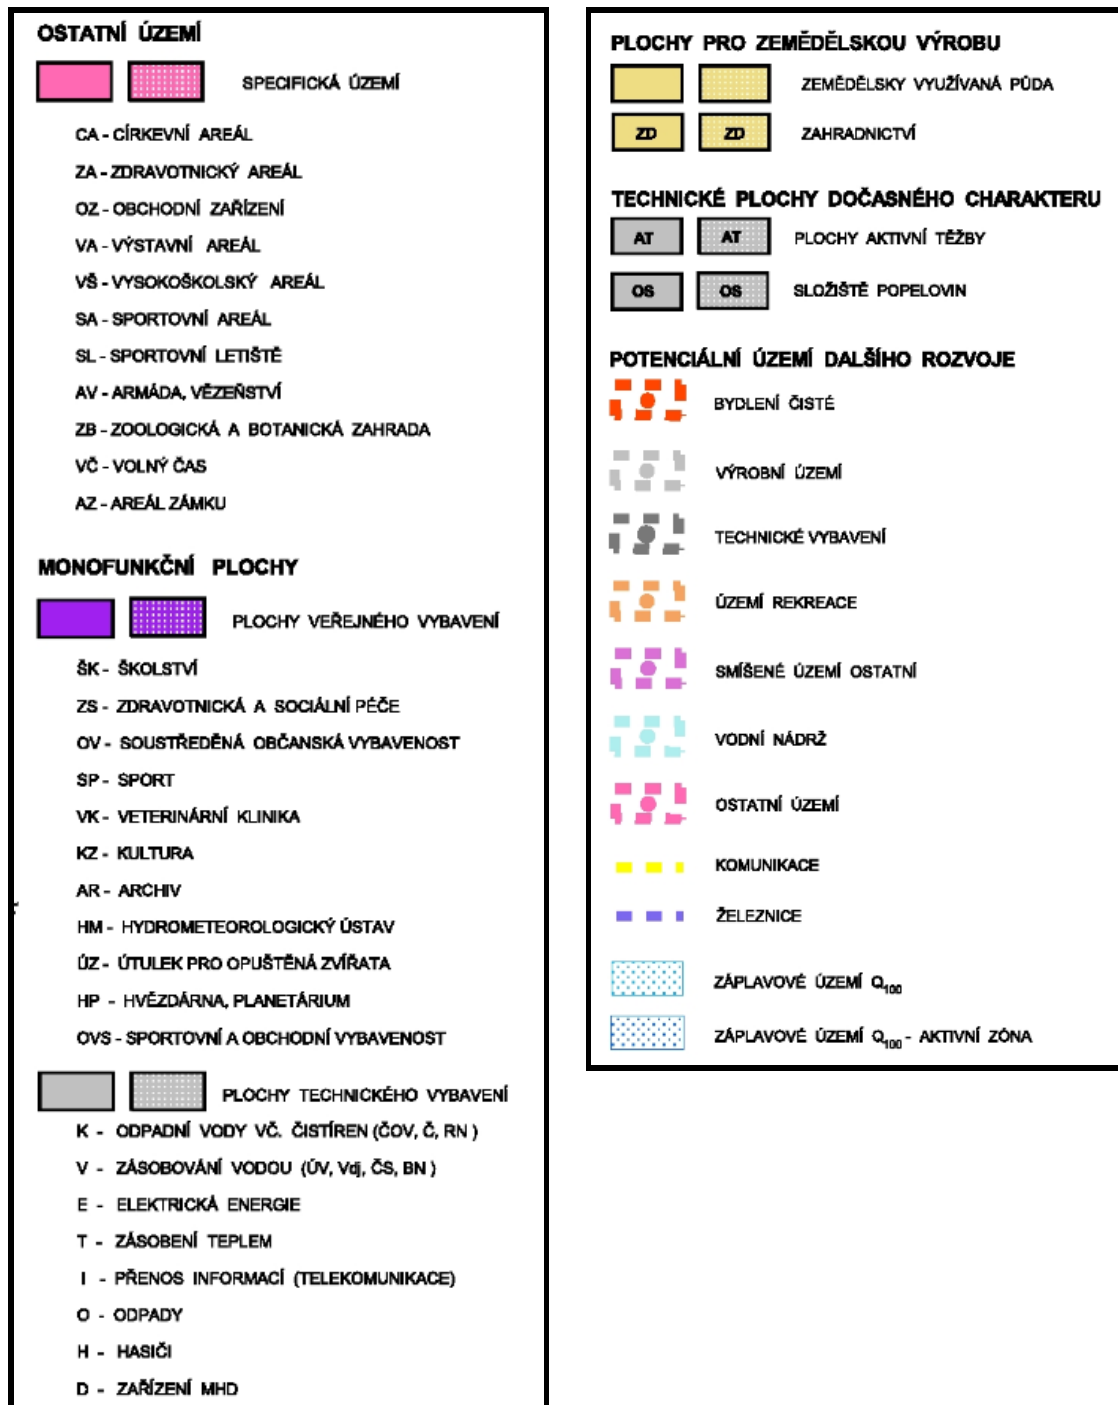 OSTATNÍ ÚZEMÍ
SPECIFICKÁ ÚZEMÍ
CA - CÍRKEVNÍ AREÁL
ZA - ZDRAVOTNICKÝ AREÁL
OZ - OBCHODNÍ ZAŘÍZENÍ
VA - VÝSTAVNÍ AREÁL
VŠ - VYSOKOŠKOLSKÝ AREÁL
SA - SPORTOVNÍ AREÁL
SL - SPORTOVNÍ LETIŠTĚ
AV - ARMÁDA, VĚZEŇSTVÍ
ZB - ZOOLOGICKÁ A BOTANICKÁ ZAHRADA
VČ - VOLNÝ ČAS
AZ - AREÁL ZÁMKU
MONOFUNKČNÍ PLOCHY
PLOCHY VEŘEJNÉHO VYBAVENÍ
ŠK - ŠKOLSTVÍ
ZS - ZDRAVOTNICKÁ A SOCIÁLNÍ PÉČE
OV - SOUSTŘEDĚNÁ OBČANSKÁ VYBAVENOST
SP - SPORT
VK - VETERINÁRNÍ KLINIKA
KZ - KULTURA
AR - ARCHIV
HM - HYDROMETEOROLOGICKÝ ÚSTAV
ÚZ - ÚTULEK PRO OPUŠTĚNÁ ZVÍŘATA
HP - HVĚZDÁRNA, PLANETÁRIUM
OVS - SPORTOVNÍ A OBCHODNÍ VYBAVENOST
PLOCHY TECHNICKÉHO VYBAVENÍ
K - ODPADNÍ VODY VČ. ČISTÍREN (ČOV, Č, RN )
V - ZÁSOBOVÁNÍ VODOU (ÚV, Vdj, ČS, BN )
E - ELEKTRICKÁ ENERGIE
T - ZÁSOBENÍ TEPLEM
I - PŘENOS INFORMACÍ (TELEKOMUNIKACE)
O - ODPADY
H - HASIČI
D - ZAŘÍZENÍ MHD
PLOCHY PRO ZEMĚDĚLSKOU VÝROBU
ZEMĚDĚLSKY VYUŽÍVANÁ PŮDA
ZD ZD ZAHRADNICTVÍ
TECHNICKÉ PLOCHY DOČASNÉHO CHARAKTERU
AT AT PLOCHY AKTIVNÍ TĚŽBY
OS OS SLOŽIŠTĚ POPELOVIN
POTENCIÁLNÍ ÚZEMÍ DALŠÍHO ROZVOJE
BYDLENÍ ČISTÉ
VÝROBNÍ ÚZEMÍ
TECHNICKÉ VYBAVENÍ
ÚZEMÍ REKREACE
SMÍŠENÉ ÚZEMÍ OSTATNÍ
VODNÍ NÁDRŽ
OSTATNÍ ÚZEMÍ
KOMUNIKACE
ŽELEZNICE
ZÁPLAVOVÉ ÚZEMÍ Q100
ZÁPLAVOVÉ ÚZEMÍ Q100 - AKTIVNÍ ZÓNA